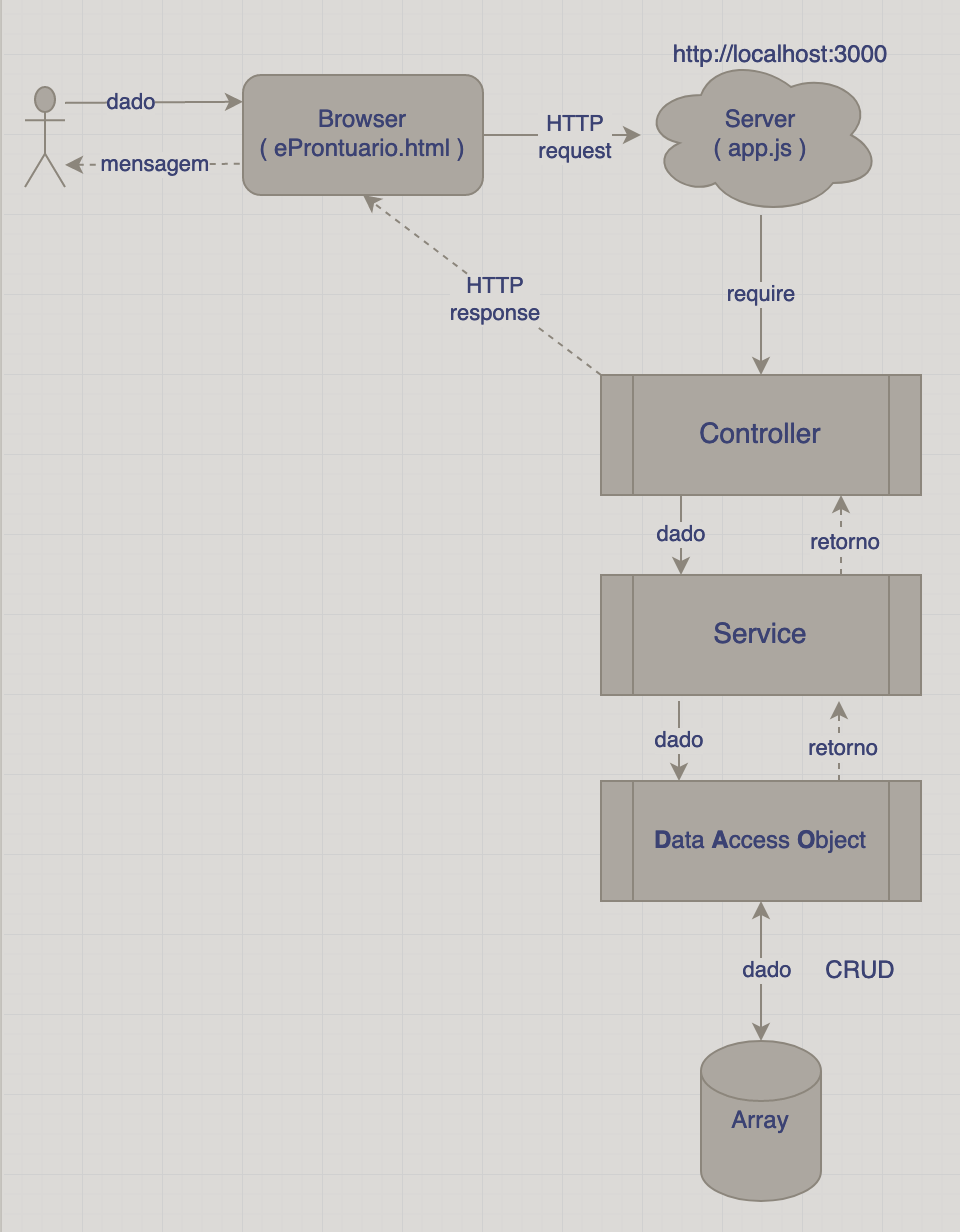 http://localhost:3000
dado
Browser
( eProntuario.html )
HTTP
request
Server
( app.js )
mensagem
HTTP
response
require
Controller
dado
retorno
Service
dado
retorno
Data Access Object
dado
CRUD
Array